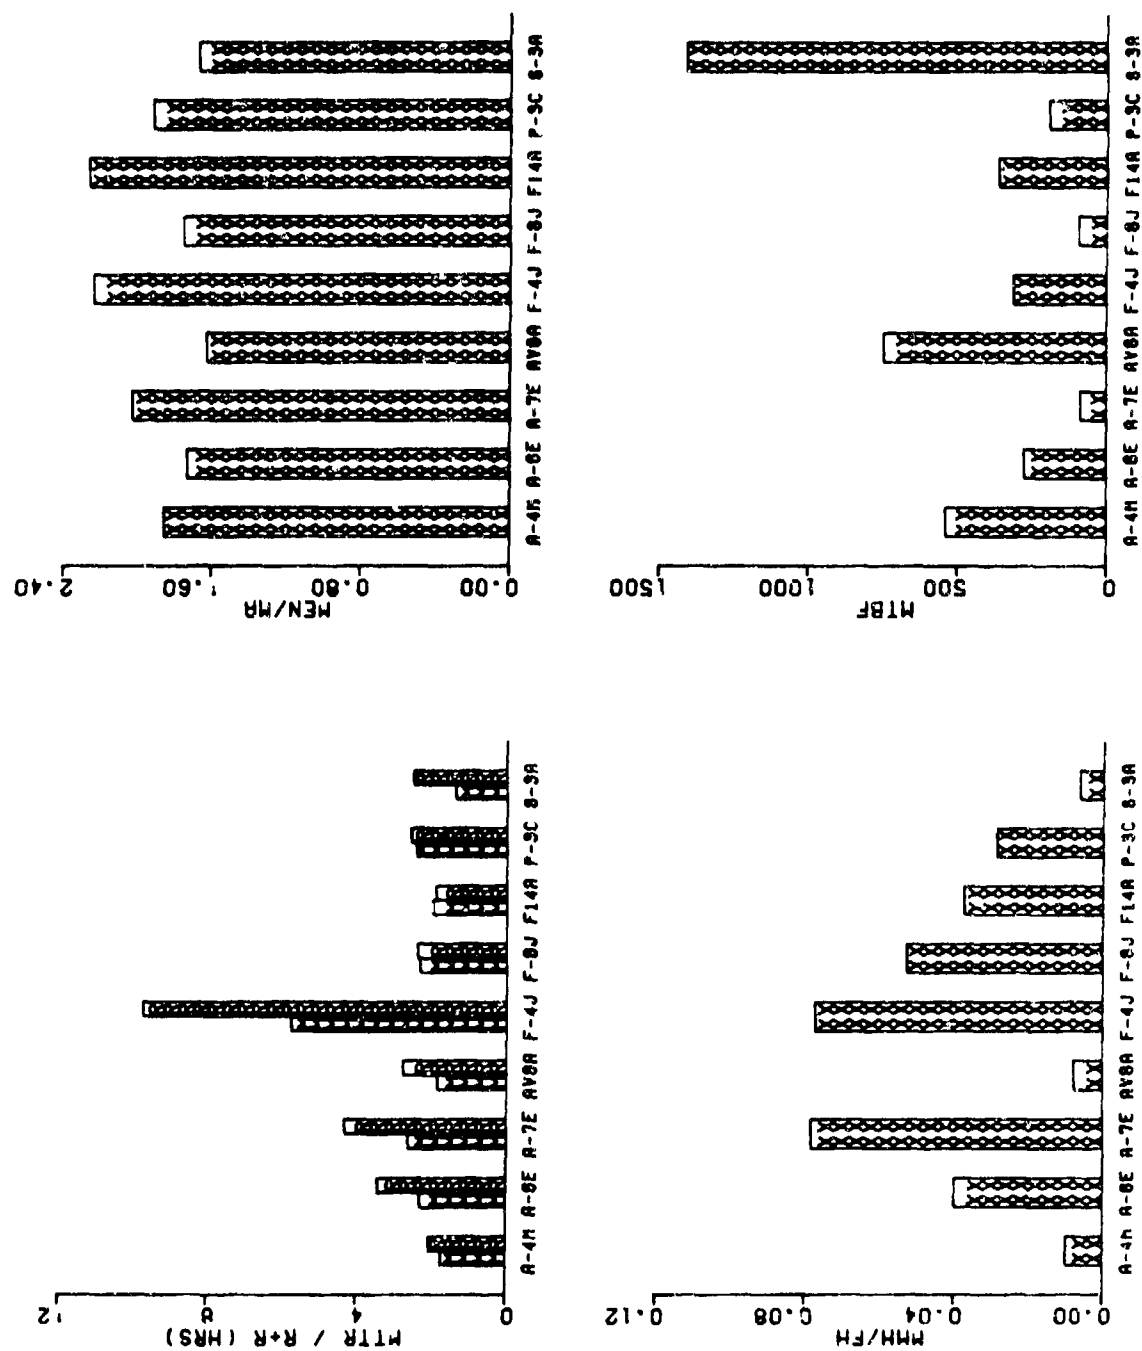 2.40
1.60
0.80
0.00
MEN/MA
A-4M A-6E A-7E AV8A F-4J F-8J F14A P-3C S-3A
1500
1000
500
0
MTBF
A-4M A-6E A-7E AV8A F-4J F-8J F14A P-3C S-3A
12
8
4
0
MTTR / R+R (HRS)
A-4M A-6E A-7E AV8A F-4J F-8J F14A P-3C S-3A
0.12
0.08
0.04
0.00
MMH/FH
A-4M A-6E A-7E AV8A F-4J F-8J F14A P-3C S-3A